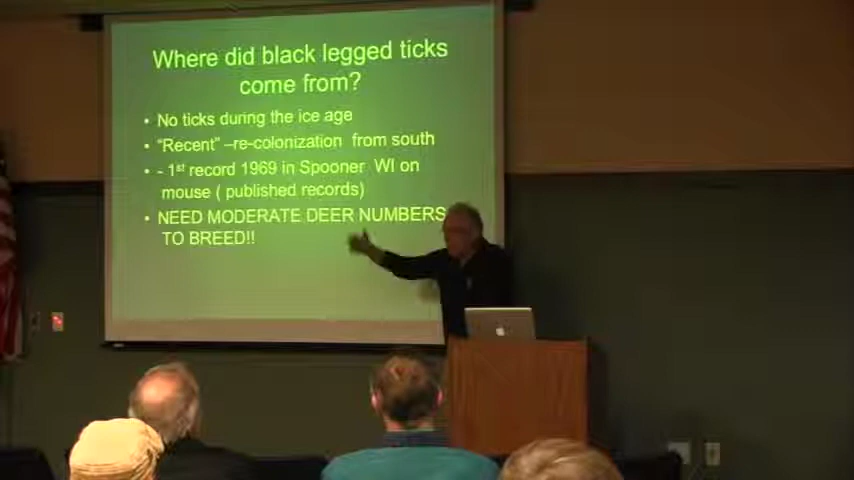 Where did black legged ticks
come from?
• No ticks during the ice age
• "Recent" –re-colonization from south
• - 1st record 1969 in Spooner WI on
mouse ( published records)
• NEED MODERATE DEER NUMBERS
TO BREED!!